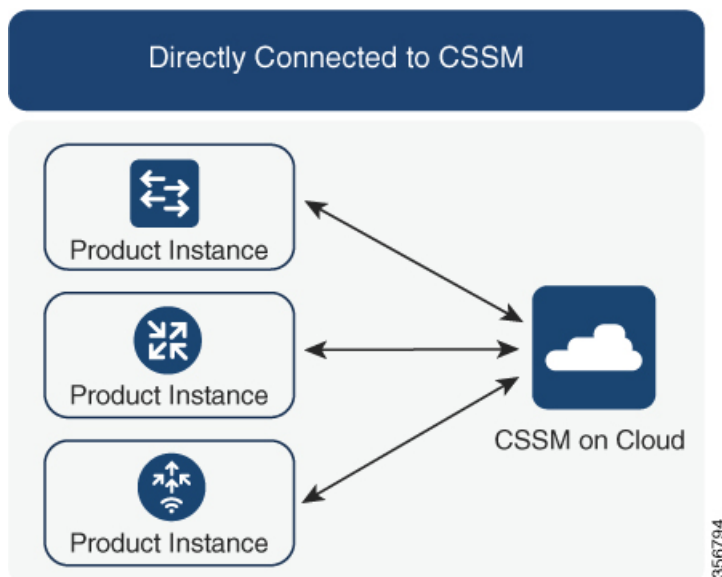 Directly Connected to CSSM
Product Instance
Product Instance
Product Instance
CSSM on Cloud
356794